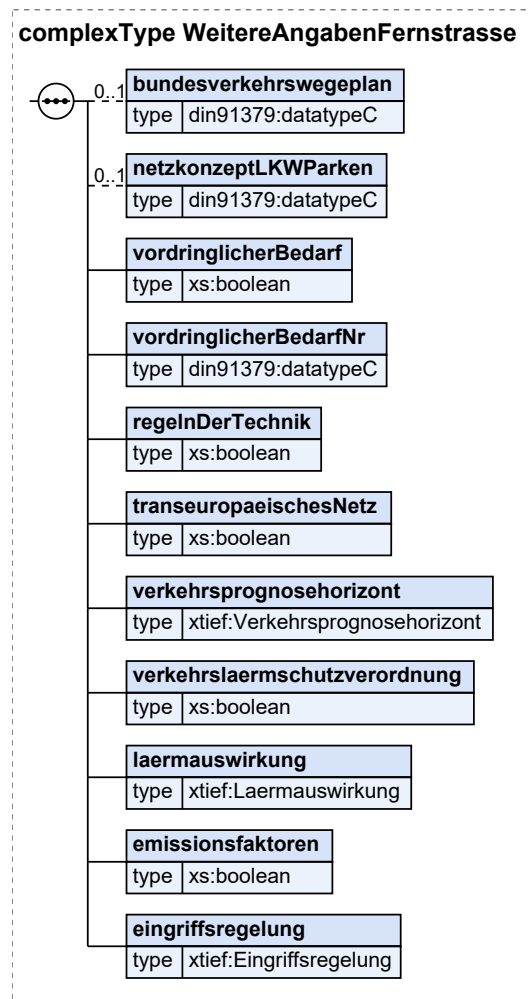 complexType WeitereAngabenFernstrasse
0..1
bundesverkehrswegeplan
type din91379:datatypeC
0..1
netzkonzeptLKWParken
type din91379:datatypeC
vordringlicherBedarf
type xs:boolean
vordringlicherBedarfNr
type din91379:datatypeC
regelnDerTechnik
type xs:boolean
transeuropaeischesNetz
type xs:boolean
verkehrsprognosehorizont
type xtief:Verkehrsprognosehorizont
verkehrslaermschutzverordnung
type xs:boolean
laermauswirkung
type xtief:Laermauswirkung
emissionsfaktoren
type xs:boolean
eingriffsregelung
type xtief:Eingriffsregelung